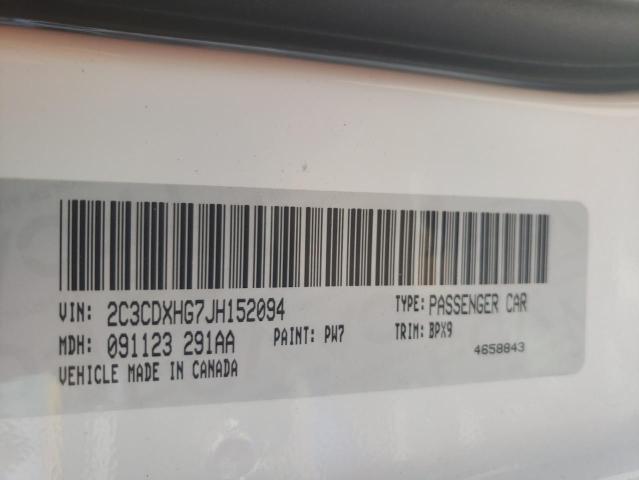 VIN: 2C3CDXHG7JH152094 TYPE: PASSENGER CAR
MDH: 091123 291AA PAINT: PW7 TRIM: BPX9
VEHICLE MADE IN CANADA 4658843